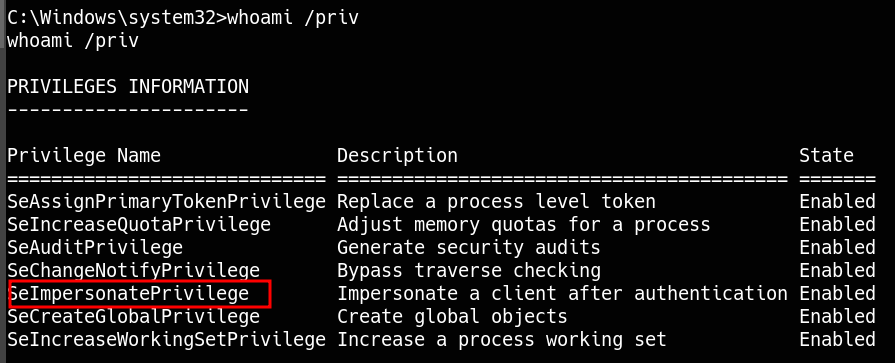 C:\Windows\system32>whoami /priv
whoami /priv
PRIVILEGES INFORMATION
----------------------
Privilege Name                Description                               State
============================= ========================================= =======
SeAssignPrimaryTokenPrivilege Replace a process level token             Enabled
SeIncreaseQuotaPrivilege      Adjust memory quotas for a process        Enabled
SeAuditPrivilege              Generate security audits                  Enabled
SeChangeNotifyPrivilege       Bypass traverse checking                  Enabled
SeImpersonatePrivilege        Impersonate a client after authentication Enabled
SeCreateGlobalPrivilege       Create global objects                     Enabled
SeIncreaseWorkingSetPrivilege Increase a process working set            Enabled